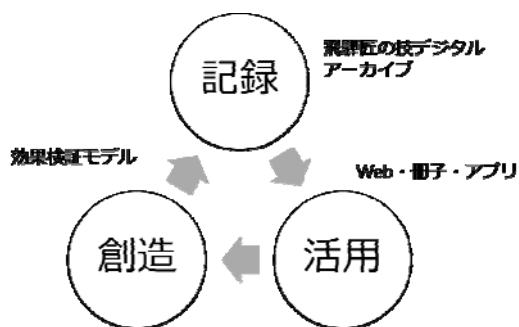 記録
匠の技デジタル
アーカイブ
効果検証モデル
Web・冊子・アプリ
創造
活用